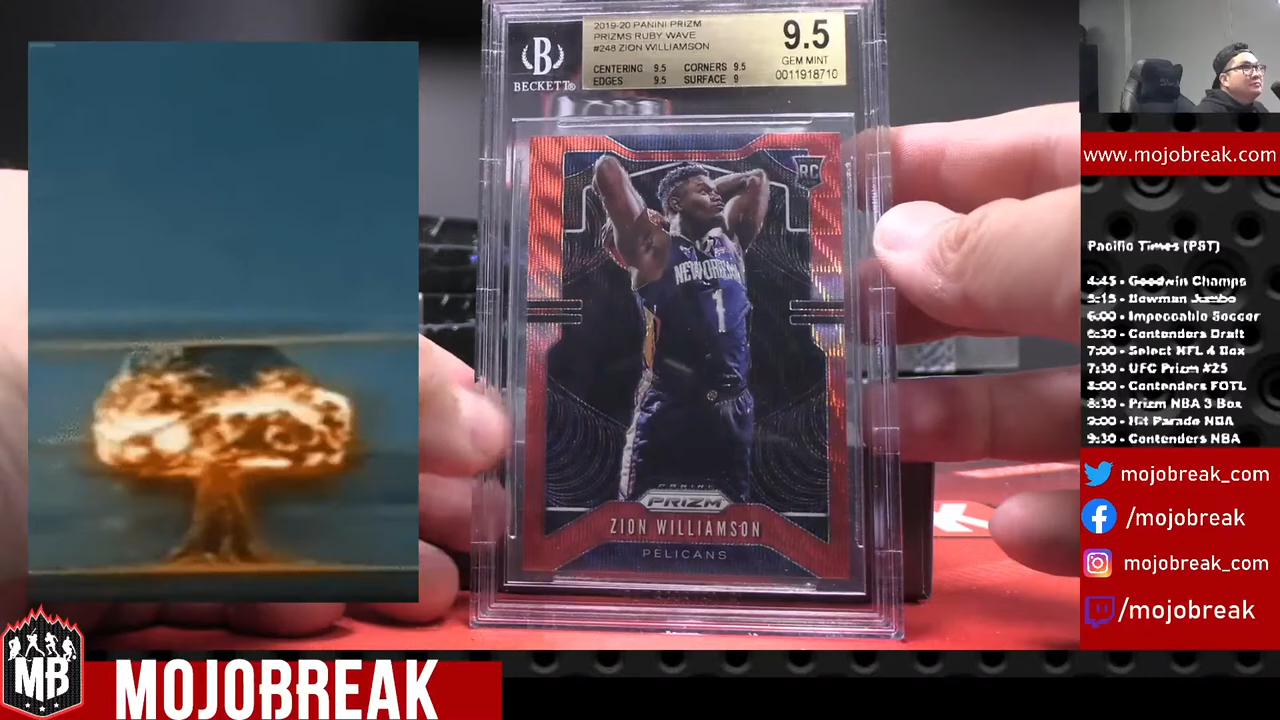 2019-20 PANINI PRIZM
PRIZMS RUBY WAVE
#248 ZION WILLIAMSON
CENTERING 9.5 CORNERS 9.5
EDGES 9.5 SURFACE 9
9.5
GEM MINT
0011918710
B
BECKETT®
RC
NEW ORLEANS
1
PANINI
PRIZM
ZION WILLIAMSON
PELICANS
www.mojobreak.com
Pacific Times (PST)
4:45 - Goodwin Champs
5:15 - Bowman Jumbo
6:00 - Impeccable Soccer
6:30 - Contenders Draft
7:00 - Select NFL 4 Box
7:30 - UFC Prizm #25
8:00 - Contenders FOTL
8:30 - Prizm NBA 3 Box
9:00 - Hit Parade NBA
9:30 - Contenders NBA
mojobreak_com
/mojobreak
mojobreak_com
/mojobreak
MB
MOJOBREAK